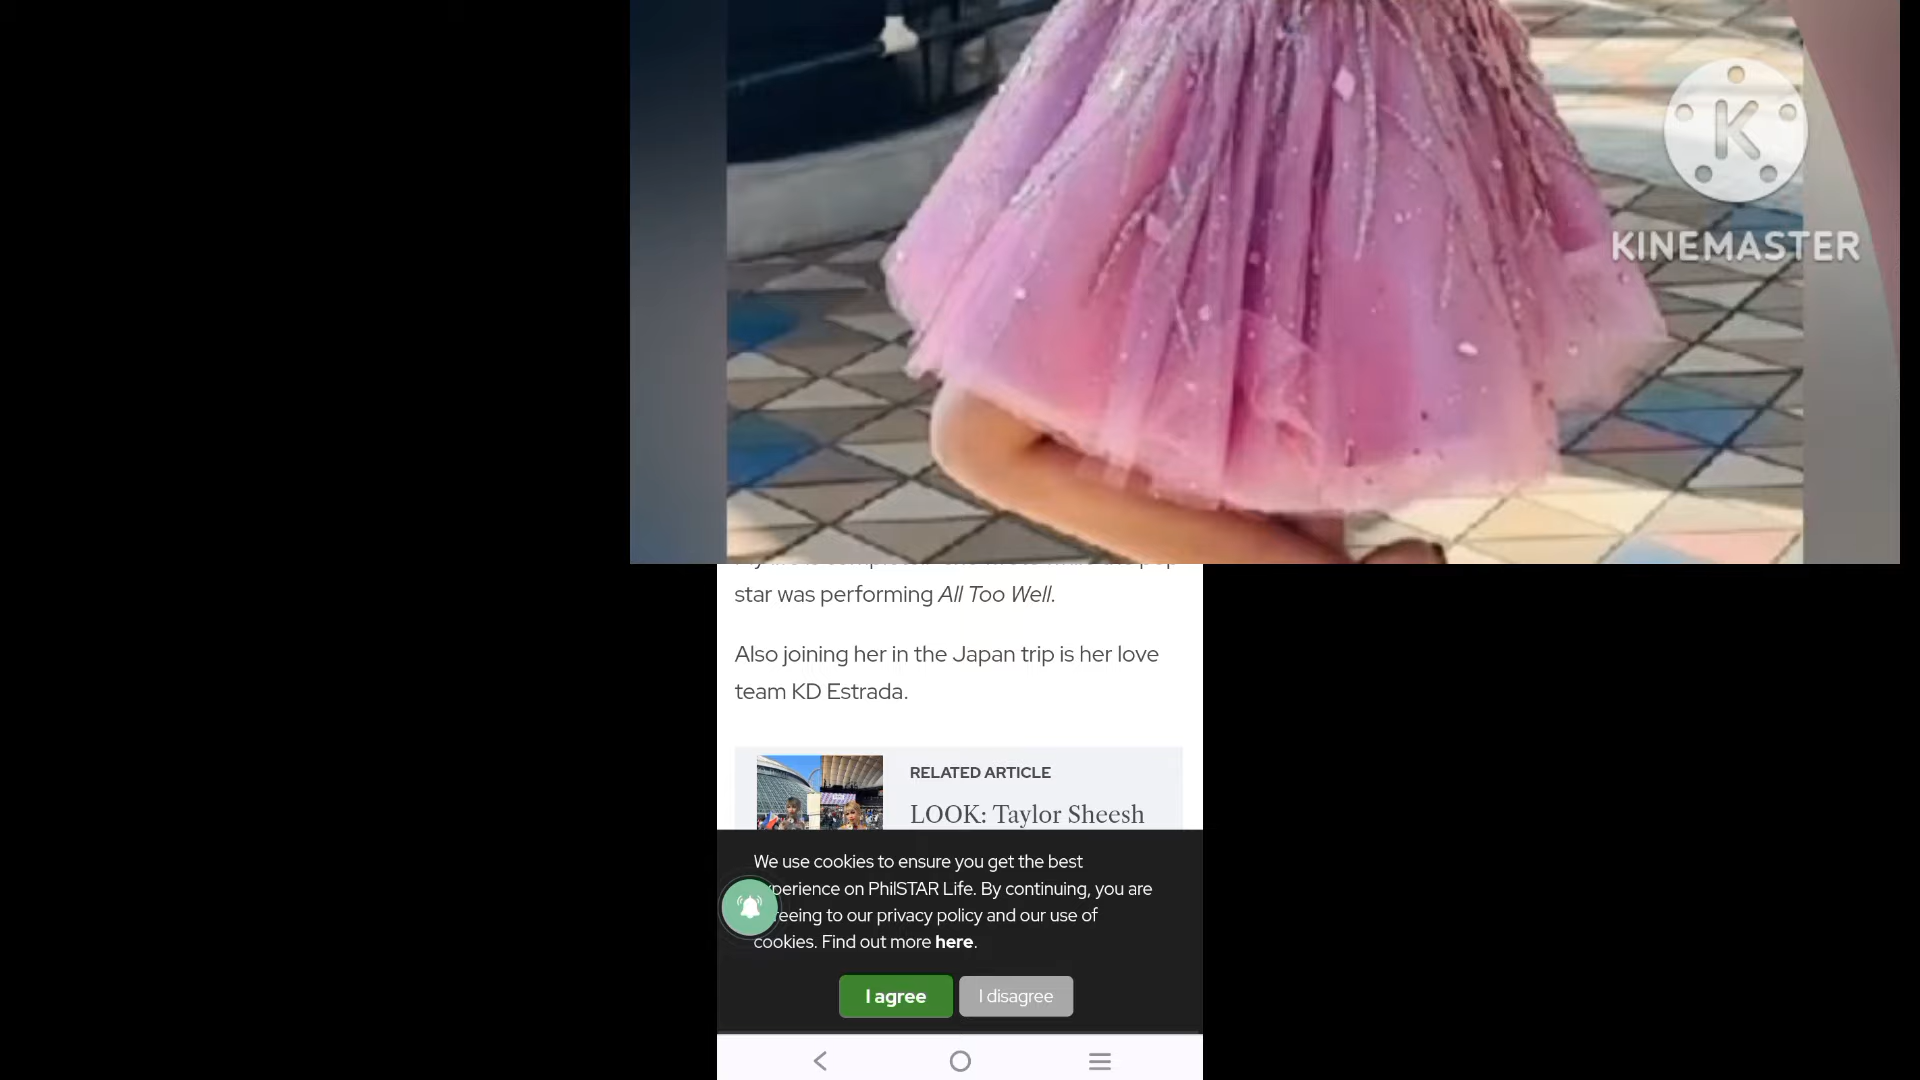 K
KINEMASTER
star was performing All Too Well.
Also joining her in the Japan trip is her love
team KD Estrada.
RELATED ARTICLE
LOOK: Taylor Sheesh
We use cookies to ensure you get the best
experience on PhilSTAR Life. By continuing, you are
agreeing to our privacy policy and our use of
cookies. Find out more here.
I agree
I disagree